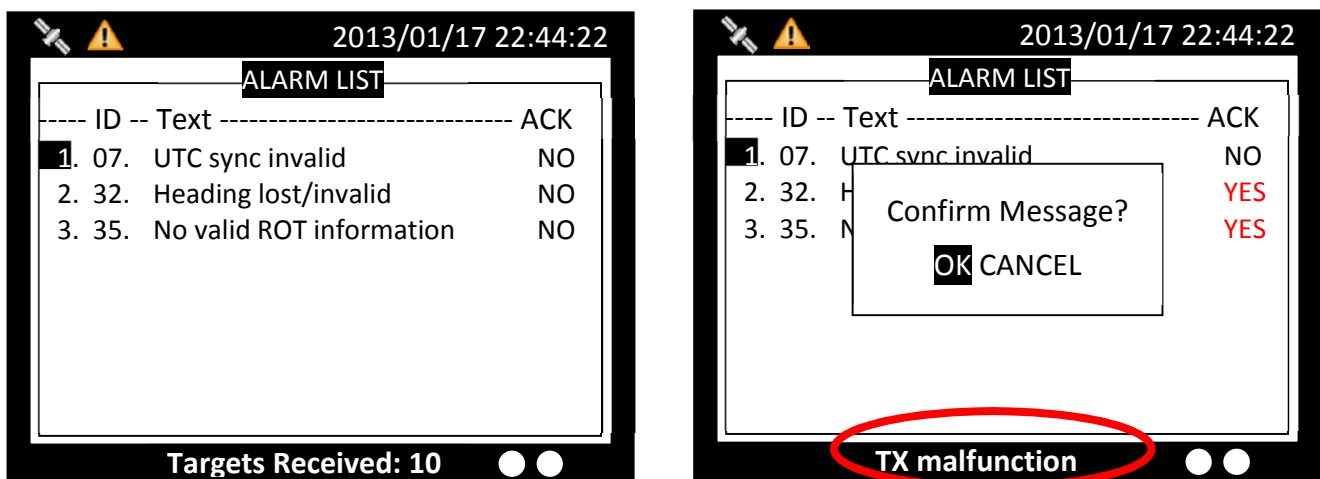 2013/01/17 22:44:22
ALARM LIST
----- ID -- Text ------------------------------ ACK
1. 07. UTC sync invalid NO
2. 32. Heading lost/invalid NO
3. 35. No valid ROT information NO
Targets Received: 10
2013/01/17 22:44:22
ALARM LIST
----- ID -- Text ------------------------------ ACK
1. 07. UTC sync invalid NO
2. 32. H YES
3. 35. N YES
Confirm Message?
OK CANCEL
TX malfunction